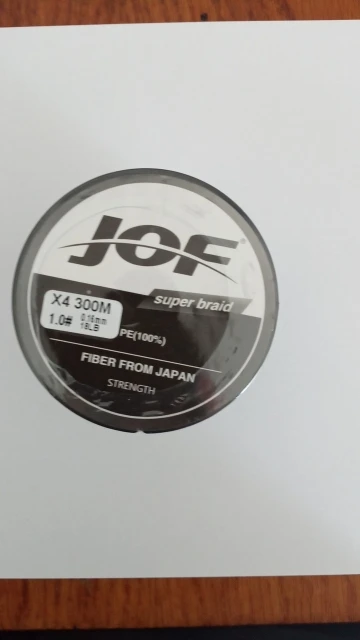 JOF®
super braid
X4 300M
1.0# 0.16mm
18LB
PE(100%)
FIBER FROM JAPAN
STRENGTH